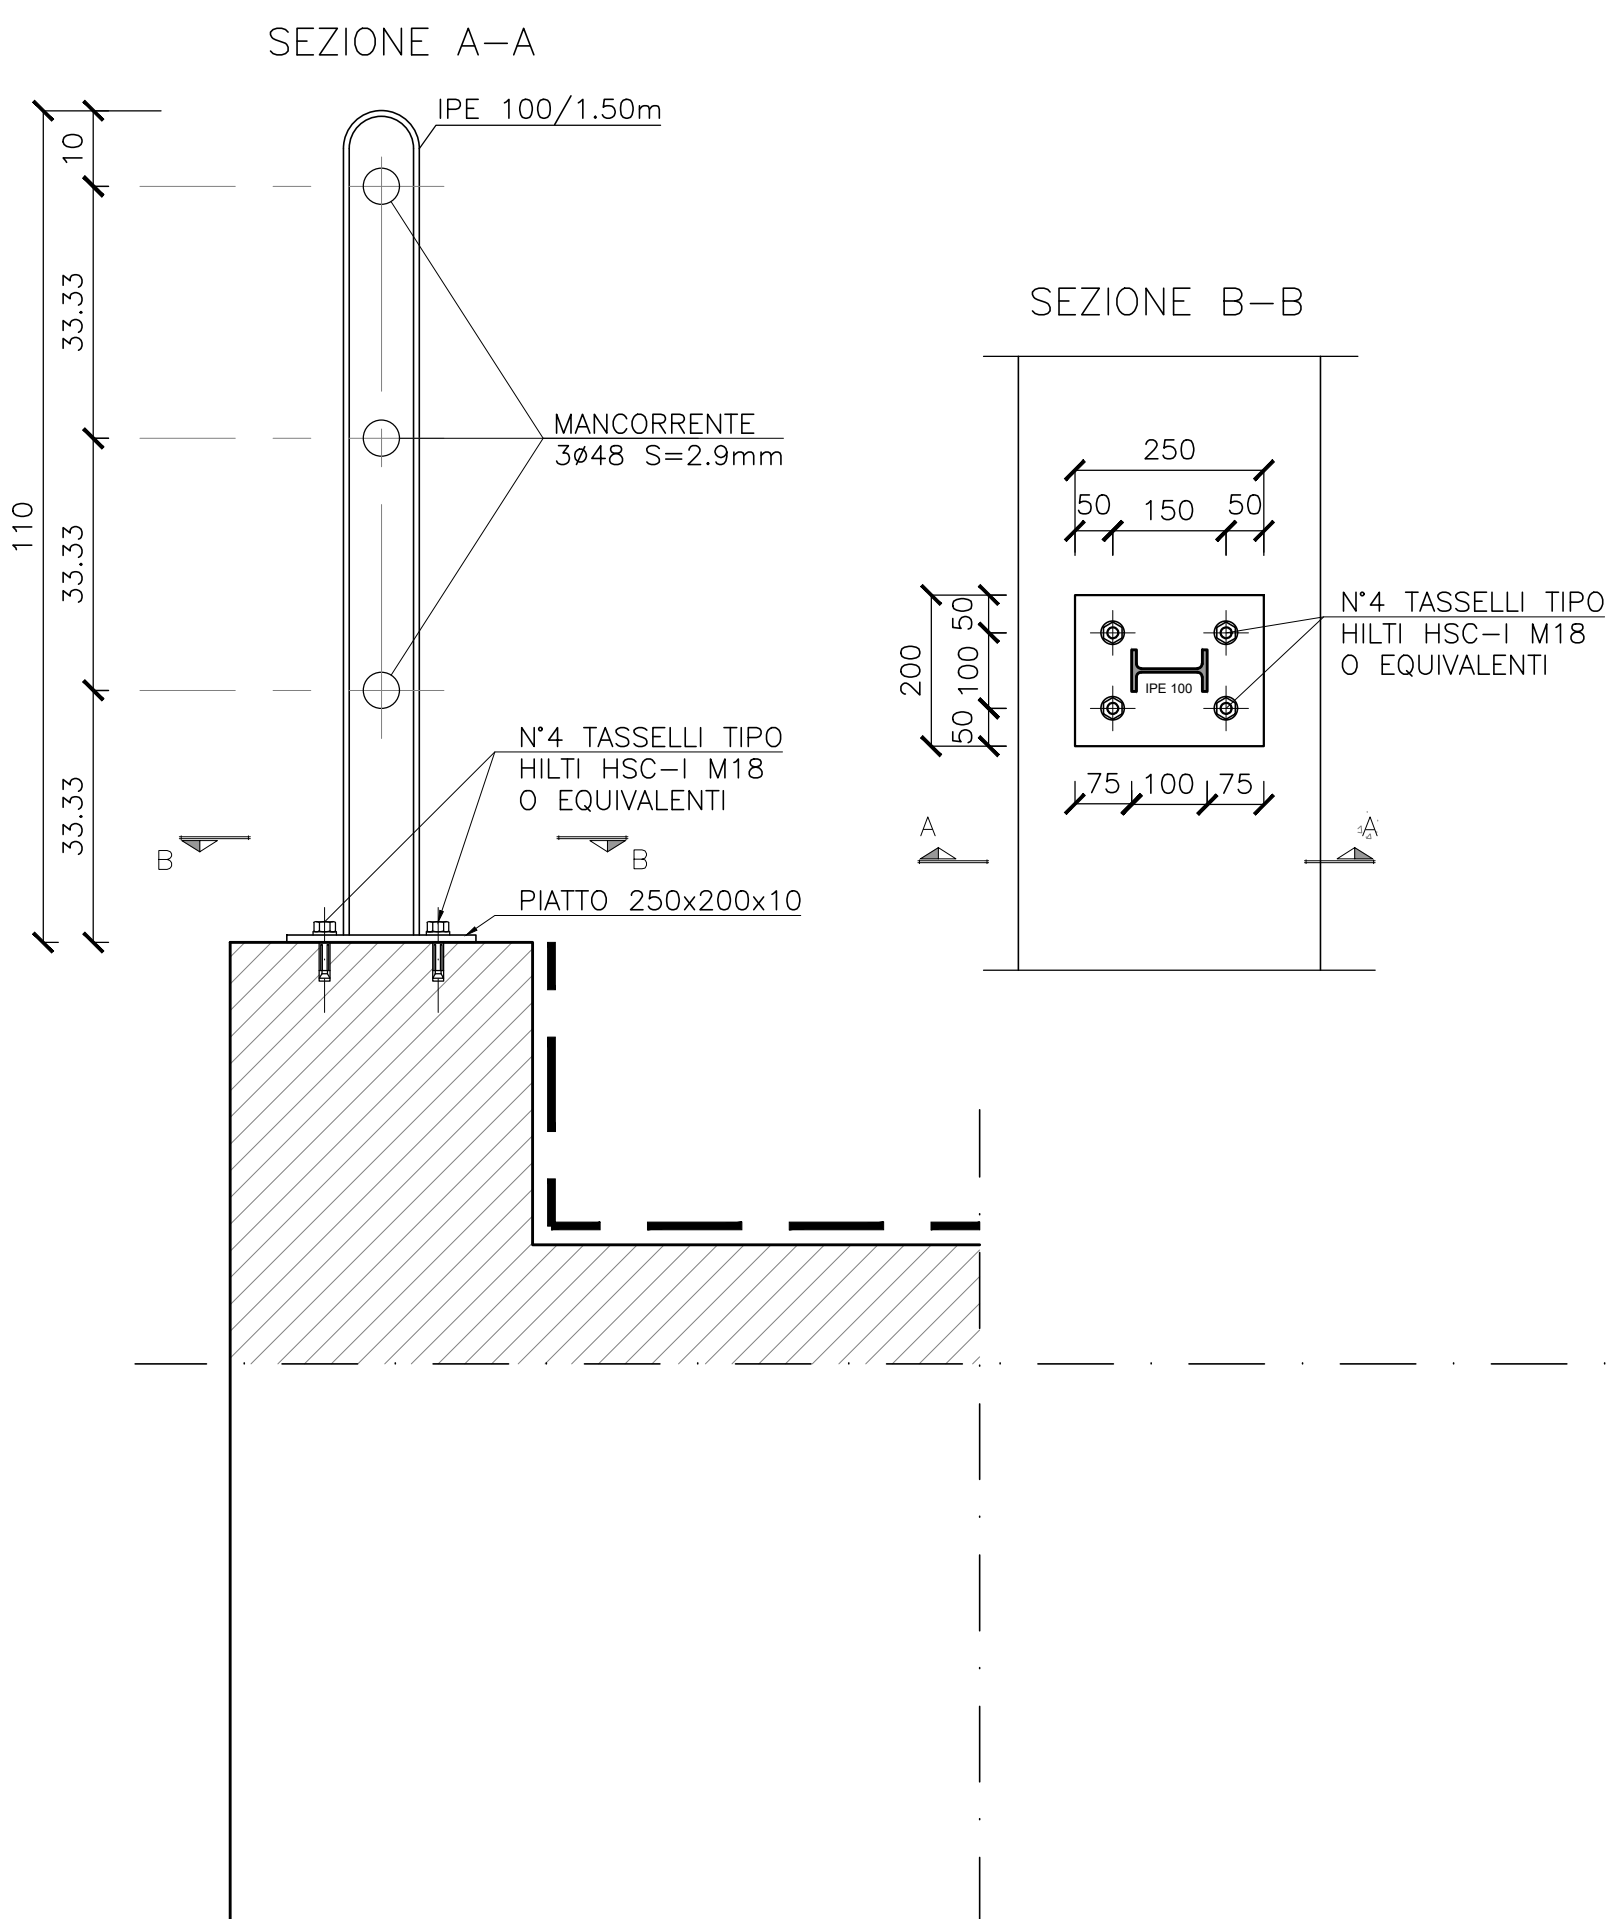 SEZIONE A-A
IPE 100/1.50m
10
33.33
33.33
33.33
110
MANCORRENTE
3ø48 S=2.9mm
N°4 TASSELLI TIPO
HILTI HSC-I M18
O EQUIVALENTI
B
B
PIATTO 250x200x10
SEZIONE B-B
250
50
150
50
50
100
50
200
N°4 TASSELLI TIPO
HILTI HSC-I M18
O EQUIVALENTI
IPE 100
75
100
75
A
A